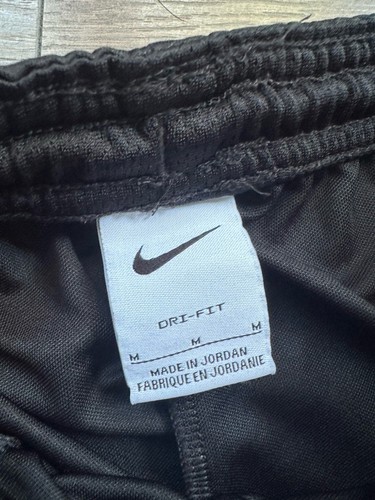 DRI-FIT
M M M
MADE IN JORDAN
FABRIQUE EN JORDANIE